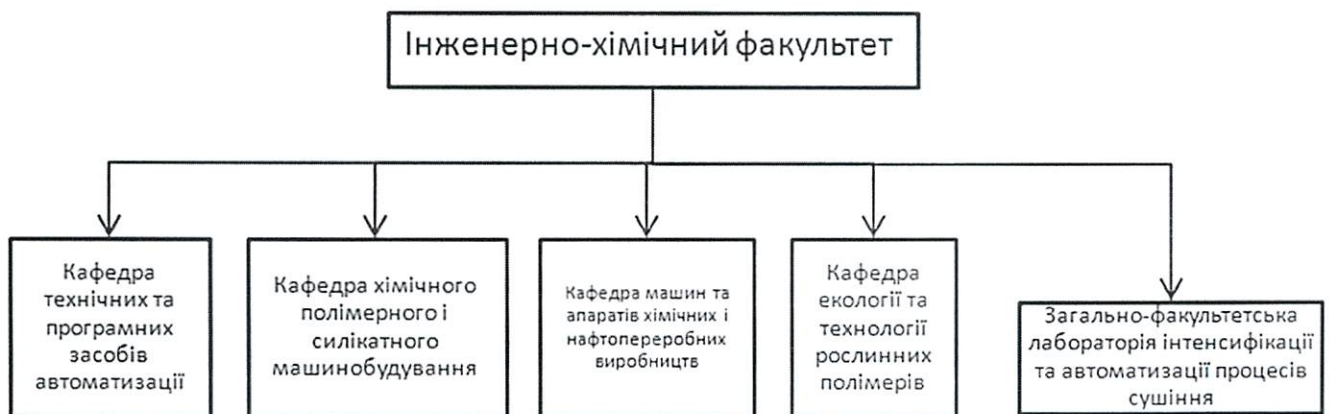 Інженерно-хімічний факультет
Кафедра
технічних та
програмних
засобів
автоматизації
Кафедра хімічного
полімерного і
силікатного
машинобудування
Кафедра машин та
апаратів хімічних і
нафтопереробних
виробництв
Кафедра
екології та
технології
рослинних
полімерів
Загально-факультетська
лабораторія інтенсифікації
та автоматизації процесів
сушіння